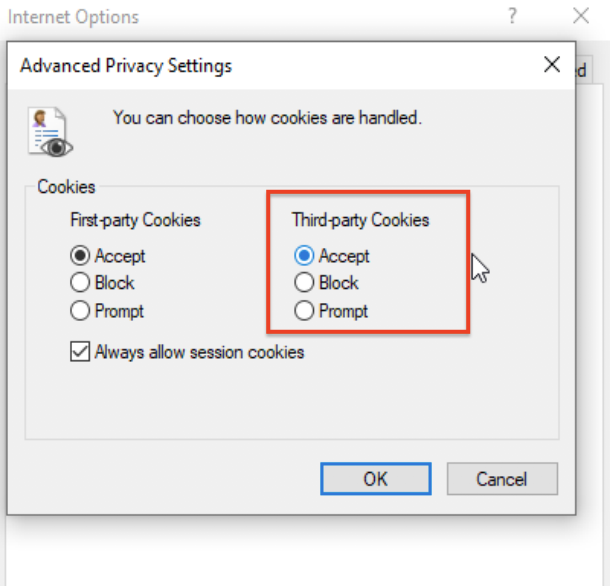 Internet Options
?
Advanced Privacy Settings
ed
You can choose how cookies are handled.
Cookies
First-party Cookies
Third-party Cookies
Accept
Accept
Block
Block
Prompt
Prompt
Always allow session cookies
OK
Cancel